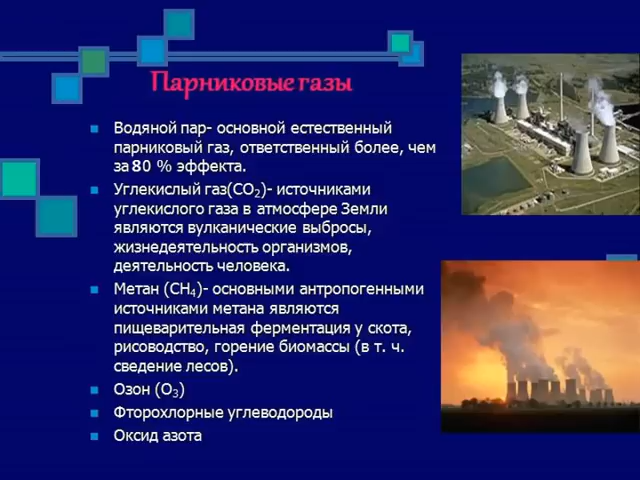 Парниковые газы
Водяной пар- основной естественный
парниковый газ, ответственный более, чем
за 80 % эффекта.
Углекислый газ(CO₂)- источниками
углекислого газа в атмосфере Земли
являются вулканические выбросы,
жизнедеятельность организмов,
деятельность человека.
Метан (CH₄)- основными антропогенными
источниками метана являются
пищеварительная ферментация у скота,
рисоводство, горение биомассы (в т. ч.
сведение лесов).
Озон (O₃)
Фторохлорные углеводороды
Оксид азота